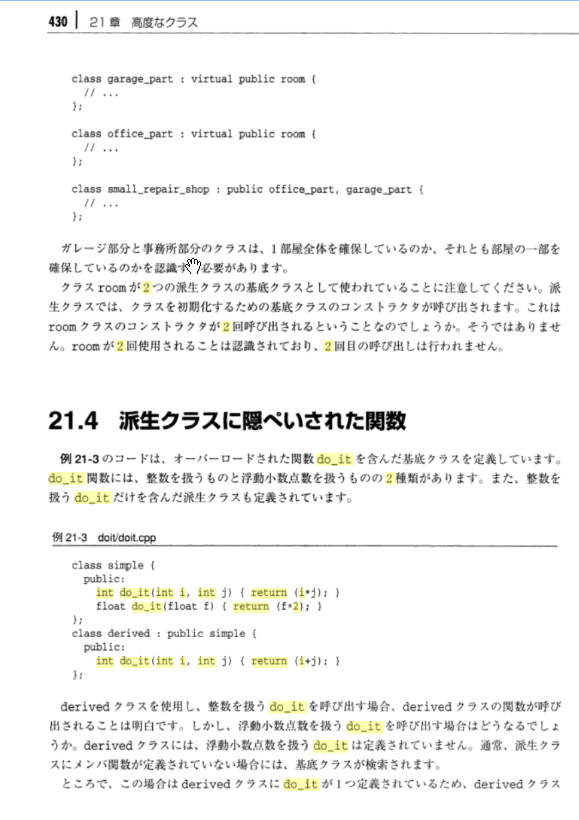 430 21章 高度なクラス
class garage_part : virtual public room {
// ...
};
class office_part : virtual public room {
// ...
};
class small_repair_shop : public office_part, garage_part {
// ...
};
ガレージ部分と事務所部分のクラスは、1部屋全体を確保しているのか、それとも部屋の一部を
確保しているのかを認識す 必要があります。
クラス room が2つの派生クラスの基底クラスとして使われていることに注意してください。派
生クラスでは、クラスを初期化するための基底クラスのコンストラクタが呼び出されます。これは
room クラスのコンストラクタが2回呼び出されるということなのでしょうか。そうではありませ
ん。room が2回使用されることは認識されており、2回目の呼び出しは行われません。
21.4 派生クラスに隠ぺいされた関数
例 21-3 のコードは、オーバーロードされた関数 do_it を含んだ基底クラスを定義しています。
do_it 関数には、整数を扱うものと浮動小数点数を扱うものの2種類があります。また、整数を
扱う do_it だけを含んだ派生クラスも定義されています。
例 21-3 doit/doit.cpp
class simple {
public:
int do_it(int i, int j) { return (i*j); }
float do_it(float f) { return (f*2); }
};
class derived : public simple {
public:
int do_it(int i, int j) { return (i+j); }
};
derived クラスを使用し、整数を扱う do_it を呼び出す場合、derived クラスの関数が呼び
出されることは明白です。しかし、浮動小数点数を扱う do_it を呼び出す場合はどうなるでしょ
うか。derived クラスには、浮動小数点数を扱う do_it は定義されていません。通常、派生クラ
スにメンバ関数が定義されていない場合には、基底クラスが検索されます。
ところで、この場合は derived クラスに do_it が1つ定義されているため、derived クラス